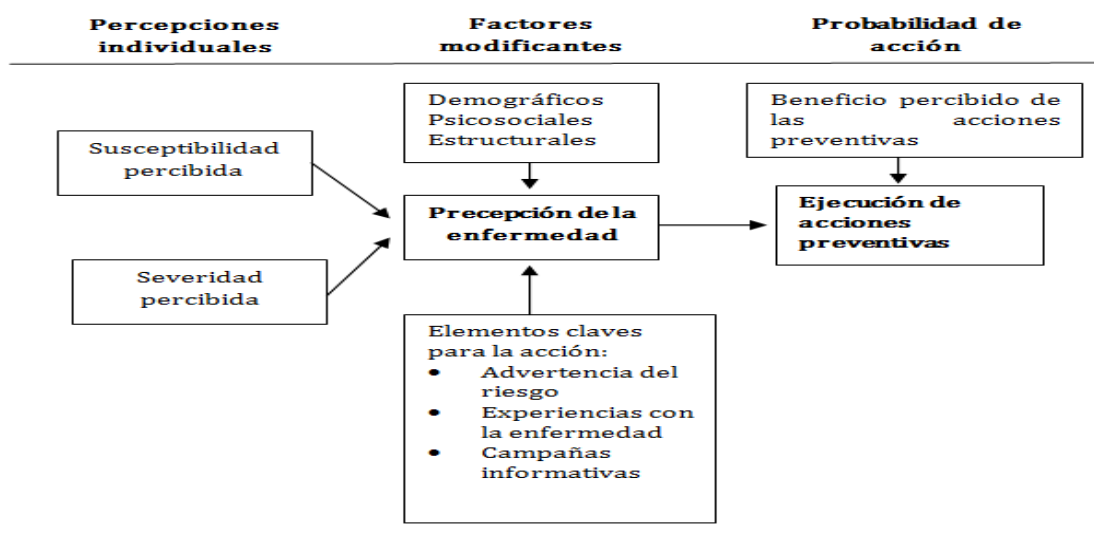 Percepciones
individuales
Factores
modificantes
Probabilidad de
acción
Susceptibilidad
percibida
Severidad
percibida
Demográficos
Psicosociales
Estructurales
Precepción de la
enfermedad
Elementos claves
para la acción:
• Advertencia del
riesgo
• Experiencias con
la enfermedad
• Campañas
informativas
Beneficio percibido de
las acciones
preventivas
Ejecución de
acciones
preventivas